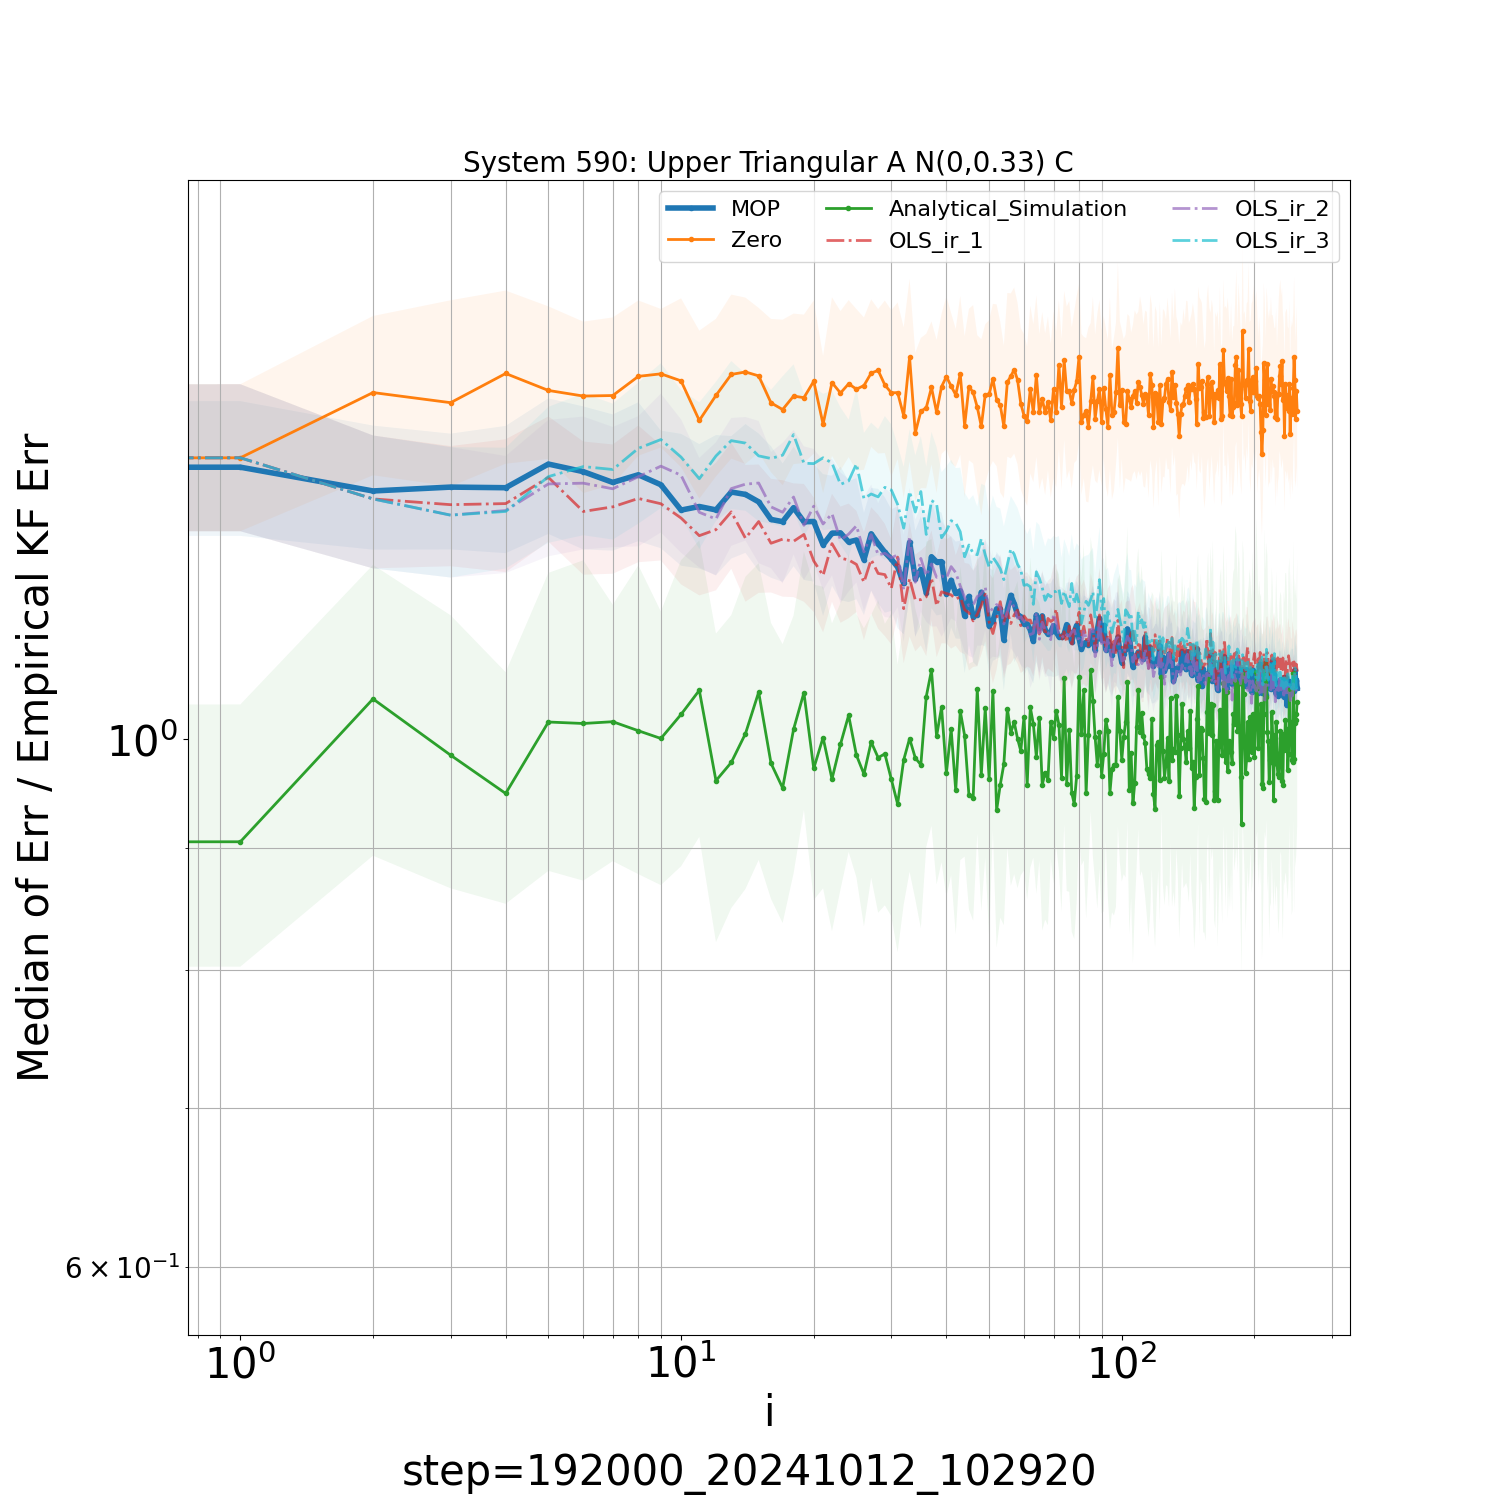 System 590: Upper Triangular A N(0,0.33) C
MOP
Zero
Analytical_Simulation
OLS_ir_1
OLS_ir_2
OLS_ir_3
Median of Err / Empirical KF Err
10⁰
6 × 10⁻¹
10⁰ 10¹ 10²
i
step=192000_20241012_102920